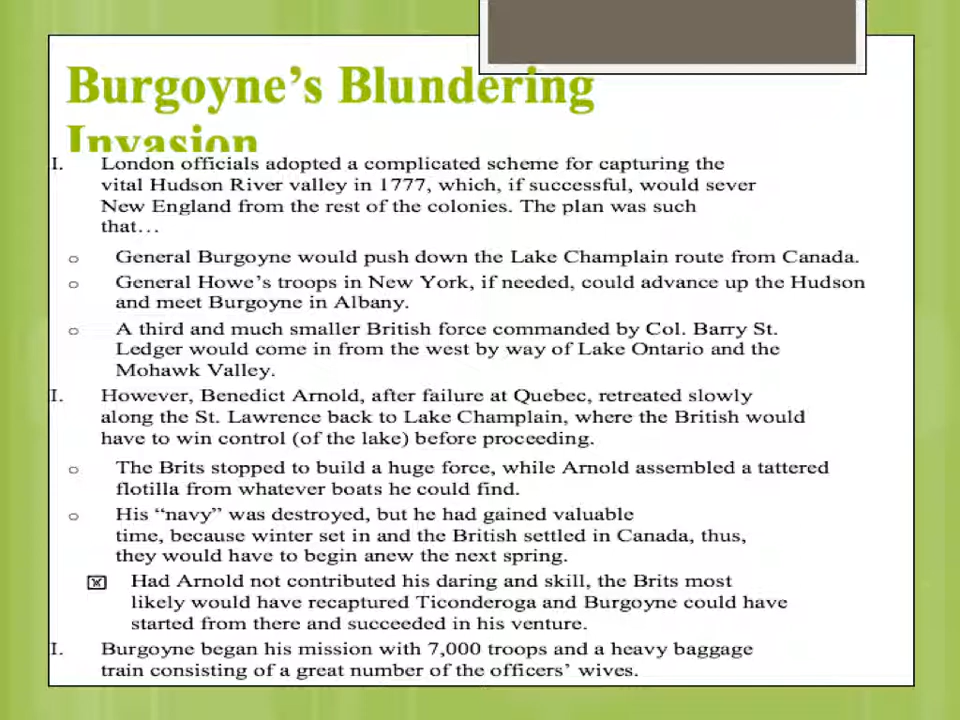 Burgoyne's Blundering
Invasion
I. London officials adopted a complicated scheme for capturing the
vital Hudson River valley in 1777, which, if successful, would sever
New England from the rest of the colonies. The plan was such
that…
o General Burgoyne would push down the Lake Champlain route from Canada.
o General Howe's troops in New York, if needed, could advance up the Hudson
and meet Burgoyne in Albany.
o A third and much smaller British force commanded by Col. Barry St.
Ledger would come in from the west by way of Lake Ontario and the
Mohawk Valley.
I. However, Benedict Arnold, after failure at Quebec, retreated slowly
along the St. Lawrence back to Lake Champlain, where the British would
have to win control (of the lake) before proceeding.
o The Brits stopped to build a huge force, while Arnold assembled a tattered
flotilla from whatever boats he could find.
o His “navy” was destroyed, but he had gained valuable
time, because winter set in and the British settled in Canada, thus,
they would have to begin anew the next spring.
Had Arnold not contributed his daring and skill, the Brits most
likely would have recaptured Ticonderoga and Burgoyne could have
started from there and succeeded in his venture.
I. Burgoyne began his mission with 7,000 troops and a heavy baggage
train consisting of a great number of the officers' wives.